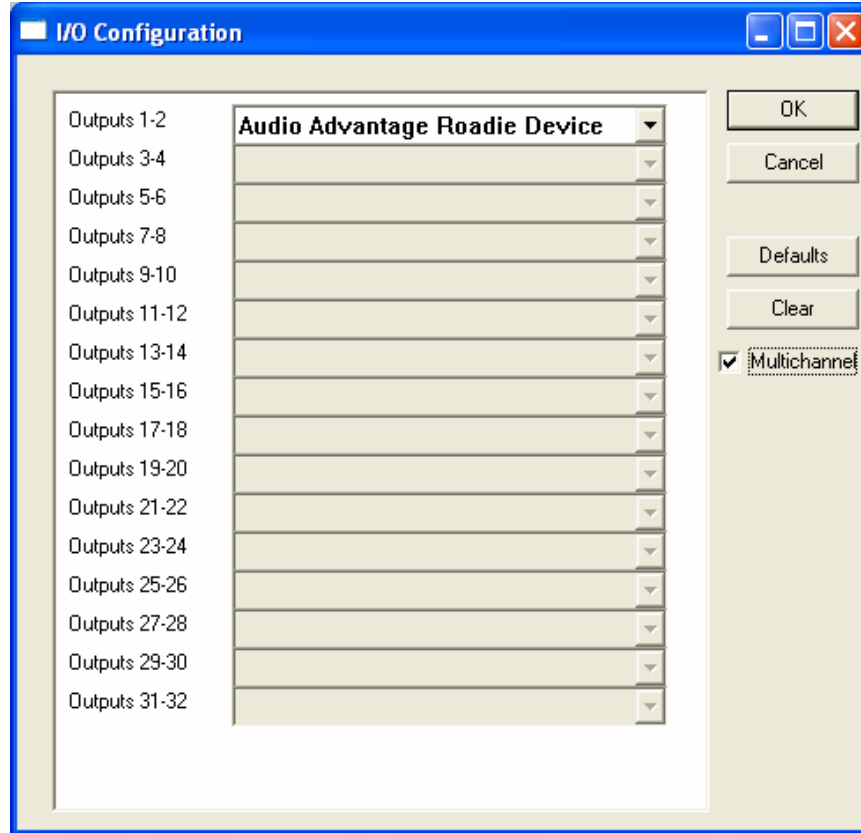 I/O Configuration
Outputs 1-2 Audio Advantage Roadie Device
Outputs 3-4
Outputs 5-6
Outputs 7-8
Outputs 9-10
Outputs 11-12
Outputs 13-14
Outputs 15-16
Outputs 17-18
Outputs 19-20
Outputs 21-22
Outputs 23-24
Outputs 25-26
Outputs 27-28
Outputs 29-30
Outputs 31-32
OK
Cancel
Defaults
Clear
Multichannel